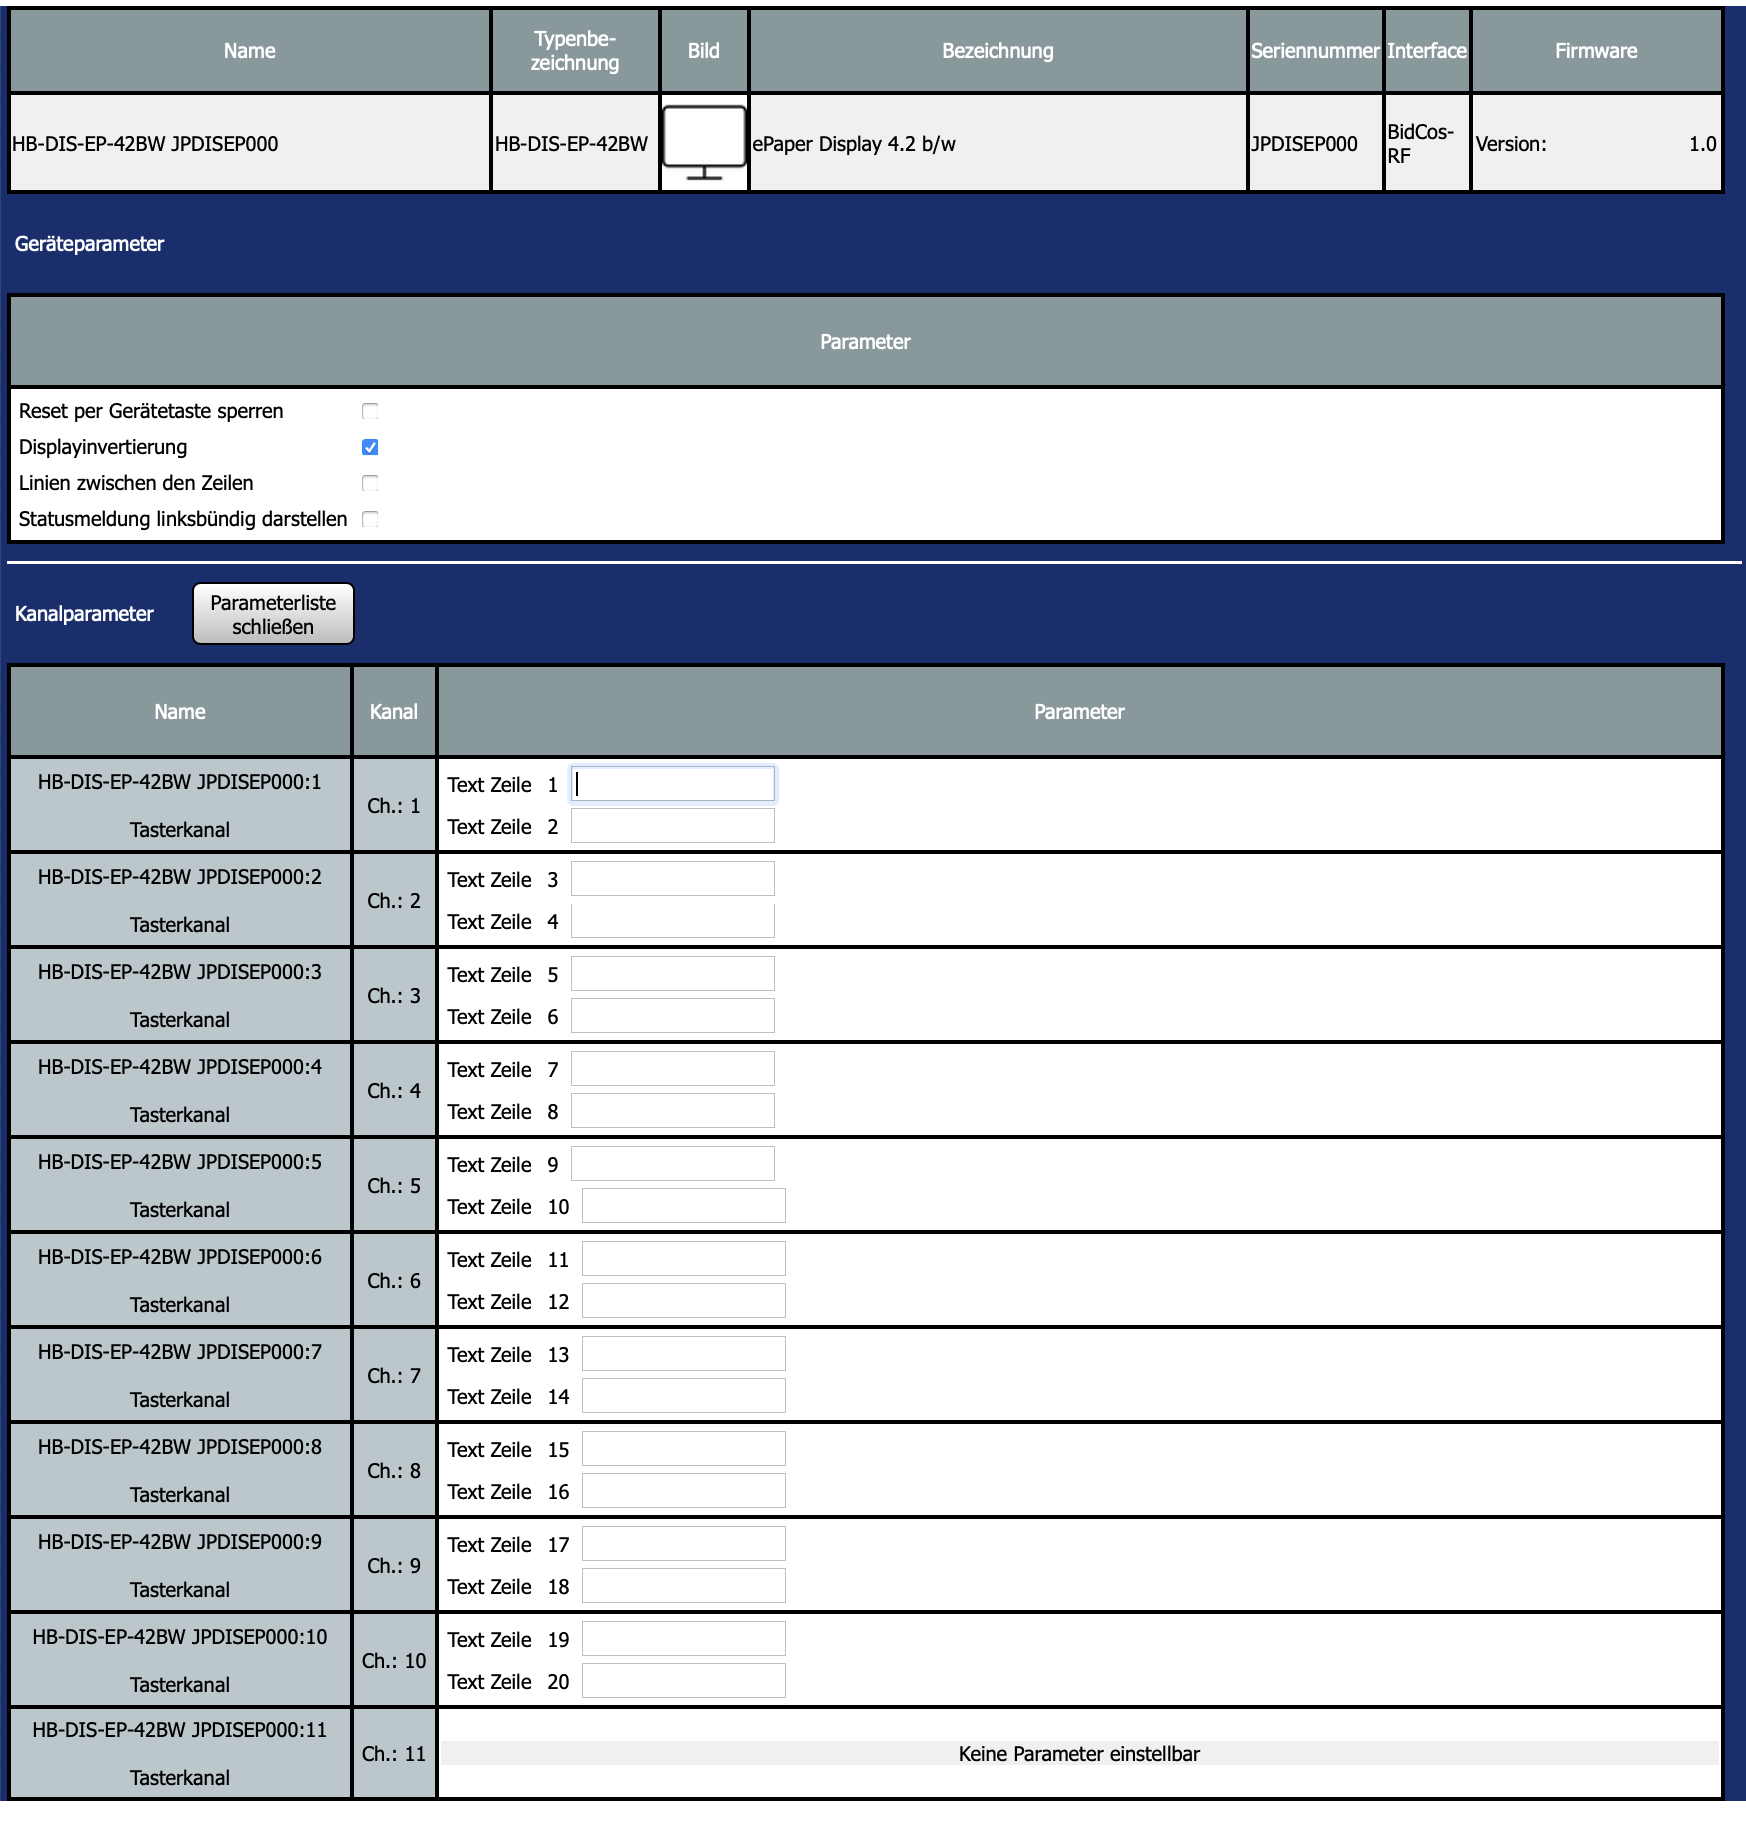 Name
Typenbe-
zeichnung
Bild
Bezeichnung
Seriennummer
Interface
Firmware
HB-DIS-EP-42BW JPDISEP000
HB-DIS-EP-42BW
ePaper Display 4.2 b/w
JPDISEP000
BidCos-
RF
Version: 1.0
Geräteparameter
Parameter
Reset per Gerätetaste sperren
Displayinvertierung
Linien zwischen den Zeilen
Statusmeldung linksbündig darstellen
Kanalparameter
Parameterliste
schließen
Name
Kanal
Parameter
HB-DIS-EP-42BW JPDISEP000:1
Tasterkanal
Ch.: 1
Text Zeile 1
Text Zeile 2
HB-DIS-EP-42BW JPDISEP000:2
Tasterkanal
Ch.: 2
Text Zeile 3
Text Zeile 4
HB-DIS-EP-42BW JPDISEP000:3
Tasterkanal
Ch.: 3
Text Zeile 5
Text Zeile 6
HB-DIS-EP-42BW JPDISEP000:4
Tasterkanal
Ch.: 4
Text Zeile 7
Text Zeile 8
HB-DIS-EP-42BW JPDISEP000:5
Tasterkanal
Ch.: 5
Text Zeile 9
Text Zeile 10
HB-DIS-EP-42BW JPDISEP000:6
Tasterkanal
Ch.: 6
Text Zeile 11
Text Zeile 12
HB-DIS-EP-42BW JPDISEP000:7
Tasterkanal
Ch.: 7
Text Zeile 13
Text Zeile 14
HB-DIS-EP-42BW JPDISEP000:8
Tasterkanal
Ch.: 8
Text Zeile 15
Text Zeile 16
HB-DIS-EP-42BW JPDISEP000:9
Tasterkanal
Ch.: 9
Text Zeile 17
Text Zeile 18
HB-DIS-EP-42BW JPDISEP000:10
Tasterkanal
Ch.: 10
Text Zeile 19
Text Zeile 20
HB-DIS-EP-42BW JPDISEP000:11
Tasterkanal
Ch.: 11
Keine Parameter einstellbar